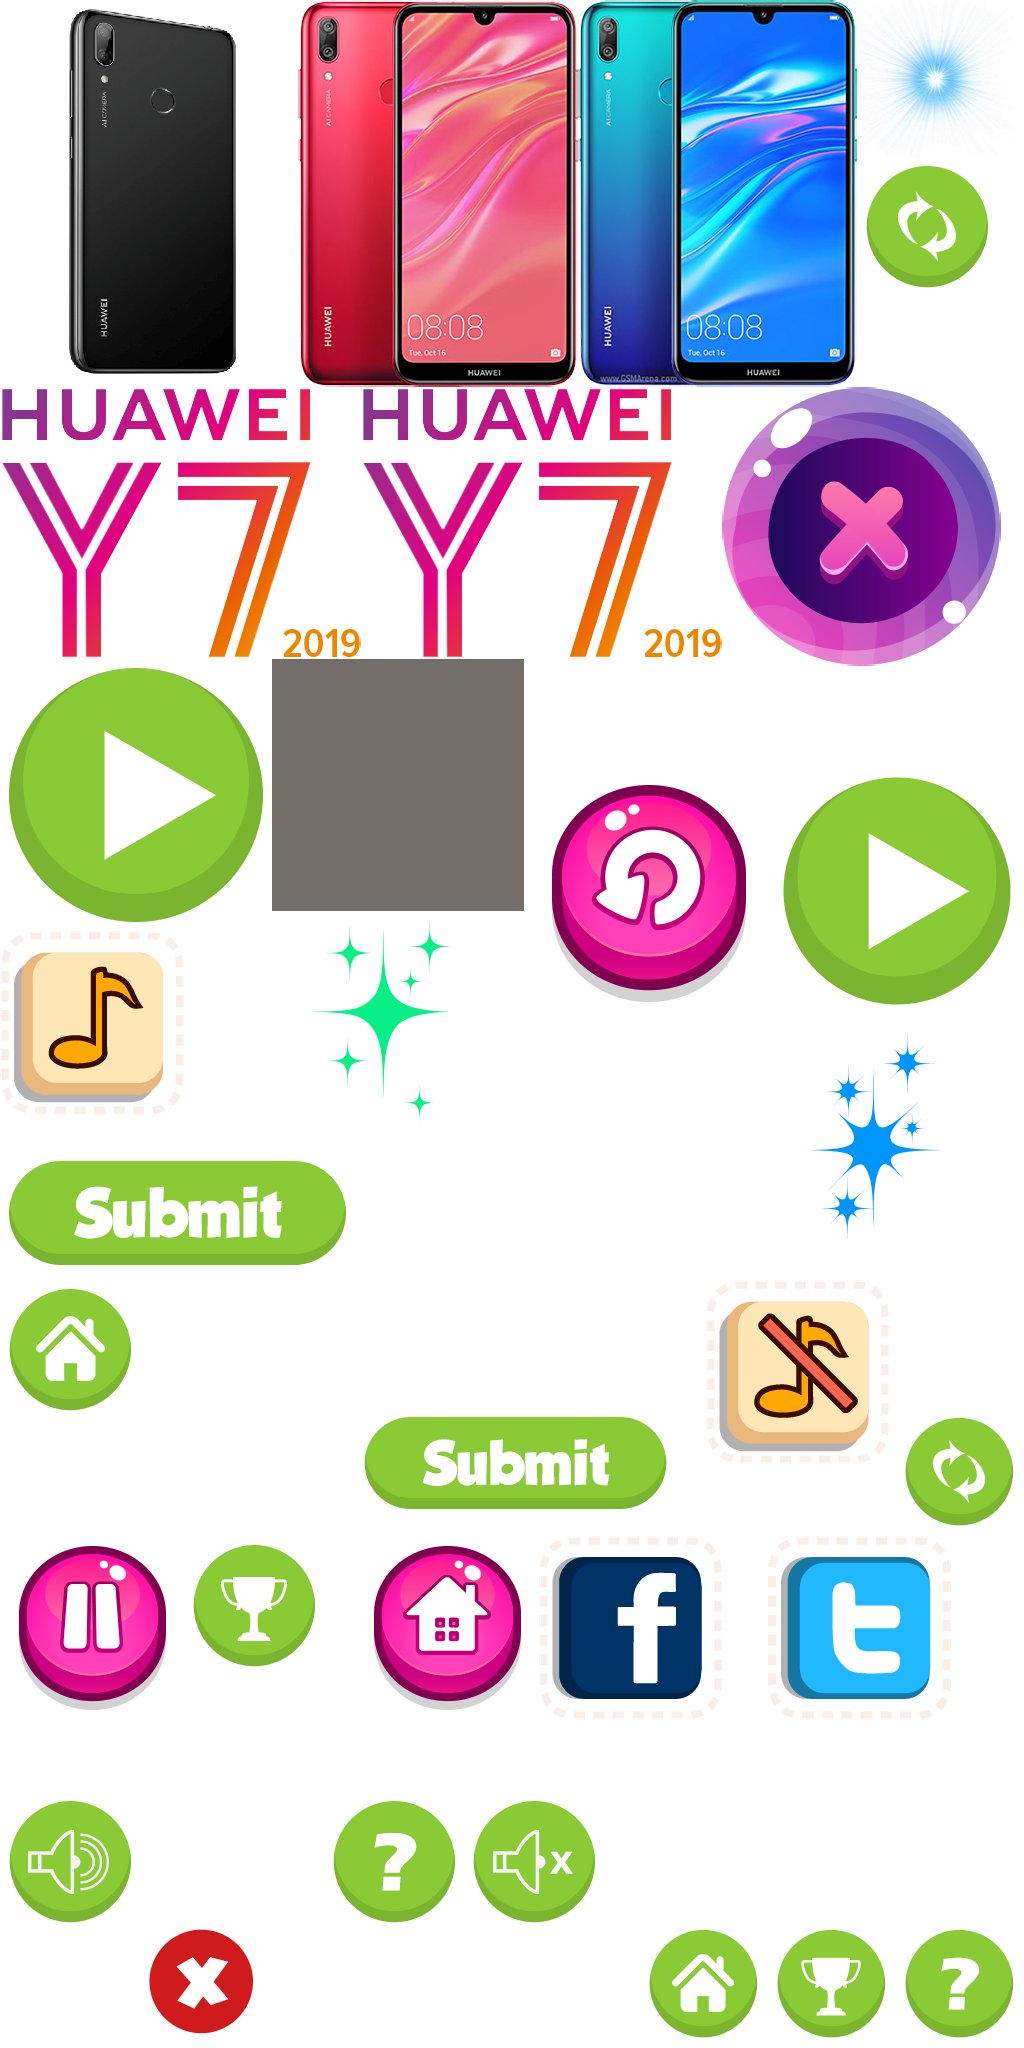 AI CAMERA
HUAWEI
AI CAMERA
HUAWEI
08:08
Tue, Oct 16
HUAWEI
AI CAMERA
HUAWEI
08:08
Tue, Oct 16
HUAWEI
www.GSMArena.com
HUAWEI
Y7
2019
HUAWEI
Y7
2019
Submit
Submit
f
t
?
x
x
?